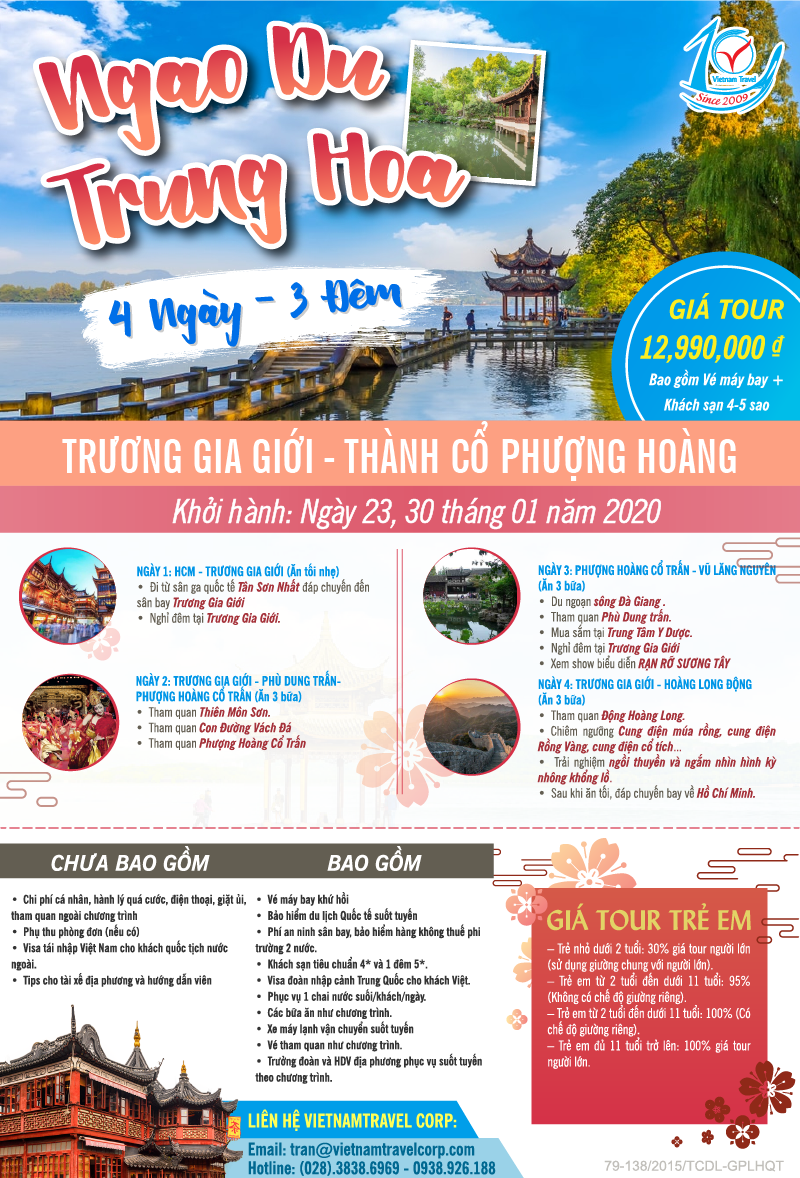 Ngao Du
Trung Hoa
Vietnam Travel
Since 2009
4 Ngày - 3 Đêm
GIÁ TOUR
12,990,000 ₫
Bao gồm Vé máy bay +
Khách sạn 4-5 sao
TRƯƠNG GIA GIỚI - THÀNH CỔ PHƯỢNG HOÀNG
Khởi hành: Ngày 23, 30 tháng 01 năm 2020
NGÀY 1: HCM - TRƯƠNG GIA GIỚI (Ăn tối nhẹ)
• Đi từ sân ga quốc tế Tân Sơn Nhất đáp chuyến đến
sân bay Trương Gia Giới
• Nghỉ đêm tại Trương Gia Giới.
NGÀY 2: TRƯƠNG GIA GIỚI - PHÙ DUNG TRẤN-
PHƯỢNG HOÀNG CỔ TRẤN (Ăn 3 bữa)
• Tham quan Thiên Môn Sơn.
• Tham quan Con Đường Vách Đá
• Tham quan Phượng Hoàng Cổ Trấn
NGÀY 3: PHƯỢNG HOÀNG CỔ TRẤN - VŨ LĂNG NGUYÊN
(Ăn 3 bữa)
• Du ngoạn sông Đà Giang .
• Tham quan Phù Dung trấn.
• Mua sắm tại Trung Tâm Y Dược.
• Nghỉ đêm tại Trương Gia Giới
• Xem show biểu diễn RẠN RỠ SƯƠNG TÂY
NGÀY 4: TRƯƠNG GIA GIỚI - HOÀNG LONG ĐỘNG
(Ăn 3 bữa)
• Tham quan Động Hoàng Long.
• Chiêm ngưỡng Cung điện múa rồng, cung điện
Rồng Vàng, cung điện cổ tích...
• Trải nghiệm ngồi thuyền và ngắm nhìn hình kỳ
nhông khổng lồ.
• Sau khi ăn tối, đáp chuyến bay về Hồ Chí Minh.
CHƯA BAO GỒM
• Chi phí cá nhân, hành lý quá cước, điện thoại, giặt ủi,
tham quan ngoài chương trình
• Phụ thu phòng đơn (nếu có)
• Visa tái nhập Việt Nam cho khách quốc tịch nước
ngoài.
• Tips cho tài xế địa phương và hướng dẫn viên
BAO GỒM
• Vé máy bay khứ hồi
• Bảo hiểm du lịch Quốc tế suốt tuyến
• Phí an ninh sân bay, bảo hiểm hàng không thuế phi
trường 2 nước.
• Khách sạn tiêu chuẩn 4* và 1 đêm 5*.
• Visa đoàn nhập cảnh Trung Quốc cho khách Việt.
• Phục vụ 1 chai nước suối/khách/ngày.
• Các bữa ăn như chương trình.
• Xe máy lạnh vận chuyển suốt tuyến
• Vé tham quan như chương trình.
• Trưởng đoàn và HDV địa phương phục vụ suốt tuyến
theo chương trình.
GIÁ TOUR TRẺ EM
– Trẻ nhỏ dưới 2 tuổi: 30% giá tour người lớn
(sử dụng giường chung với người lớn).
– Trẻ em từ 2 tuổi đến dưới 11 tuổi: 95%
(Không có chế độ giường riêng).
– Trẻ em từ 2 tuổi đến dưới 11 tuổi: 100% (Có
chế độ giường riêng).
– Trẻ em đủ 11 tuổi trở lên: 100% giá tour
người lớn.
LIÊN HỆ VIETNAMTRAVEL CORP:
Email: tran@vietnamtravelcorp.com
Hotline: (028).3838.6969 - 0938.926.188
79-138/2015/TCDL-GPLHQT